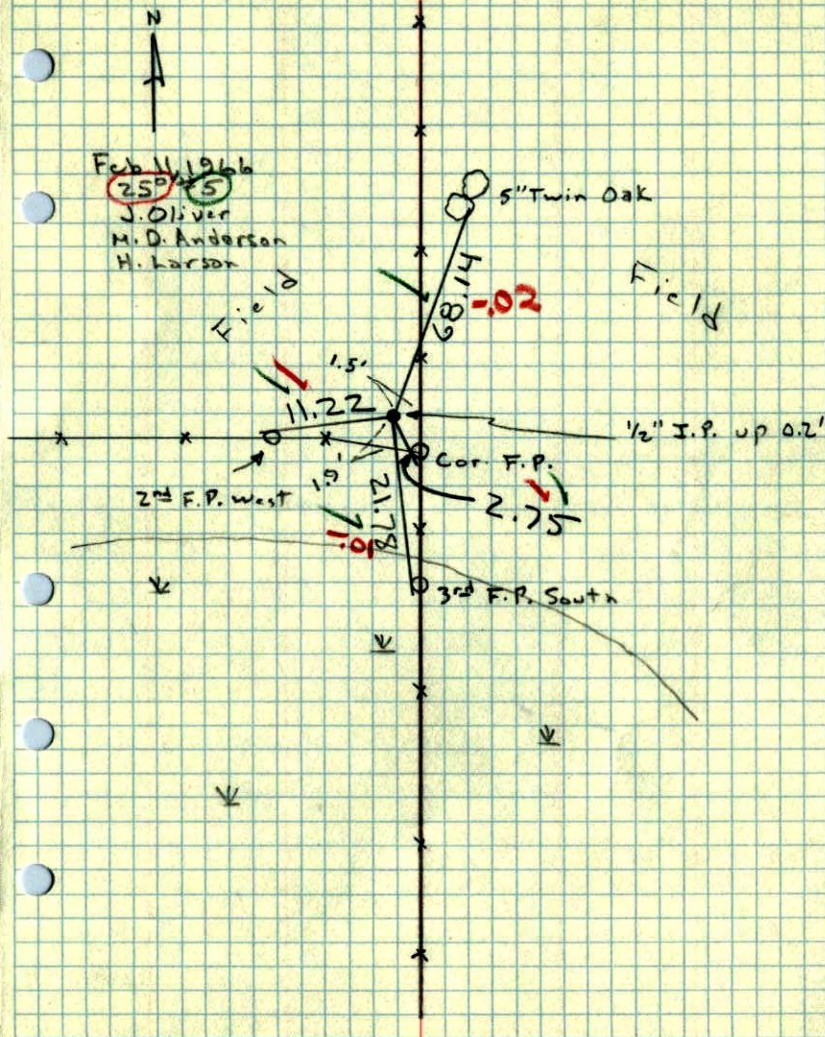 N
Feb 11, 1966
25° 5
J. Oliver
M. D. Anderson
H. Larson
5" Twin Oak
Field
Field
68.14
-.02
1.5'
11.22
1/2" I.P. up 0.2'
Cor. F.P.
2nd F.P. West
1.9'
2.75
21.78
-.01
3rd F.P. South